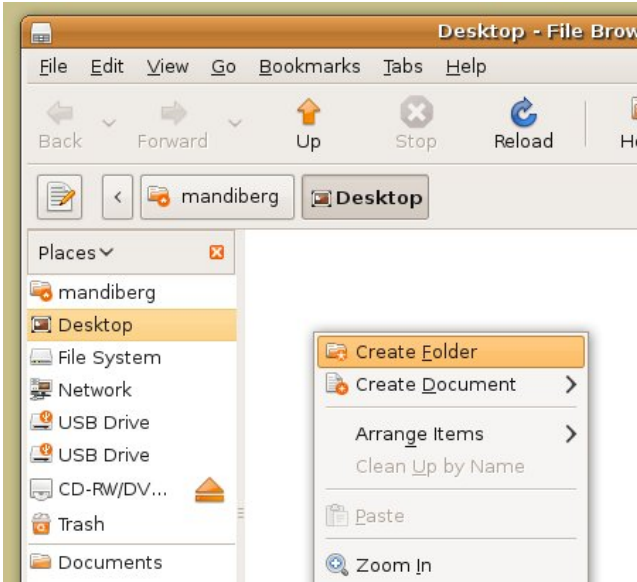 Desktop - File Brow
File Edit View Go Bookmarks Tabs Help
Back Forward Up Stop Reload
mandiberg Desktop
Places
mandiberg
Desktop
File System
Network
USB Drive
USB Drive
CD-RW/DV...
Trash
Documents
Create Folder
Create Document
Arrange Items
Clean Up by Name
Paste
Zoom In